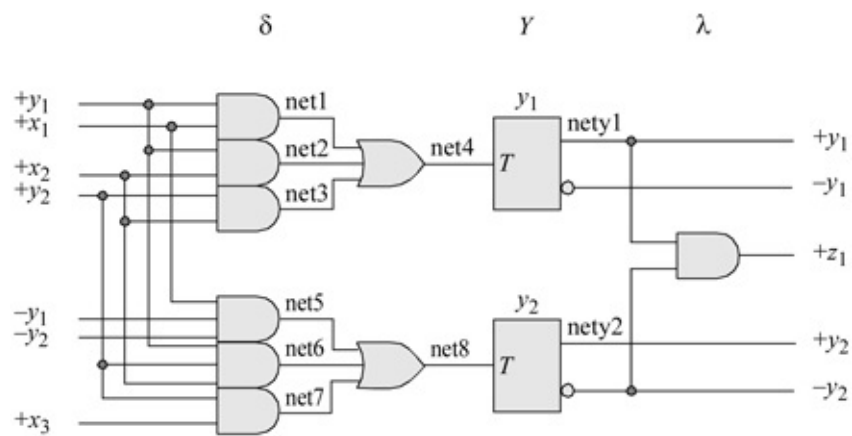 δ Y λ
+y₁
+x₁
+x₂
+y₂
net1
net2
net3
net4
y₁
T
nety1
+y₁
−y₁
+z₁
−y₁
−y₂
+x₃
net5
net6
net7
net8
y₂
T
nety2
+y₂
−y₂